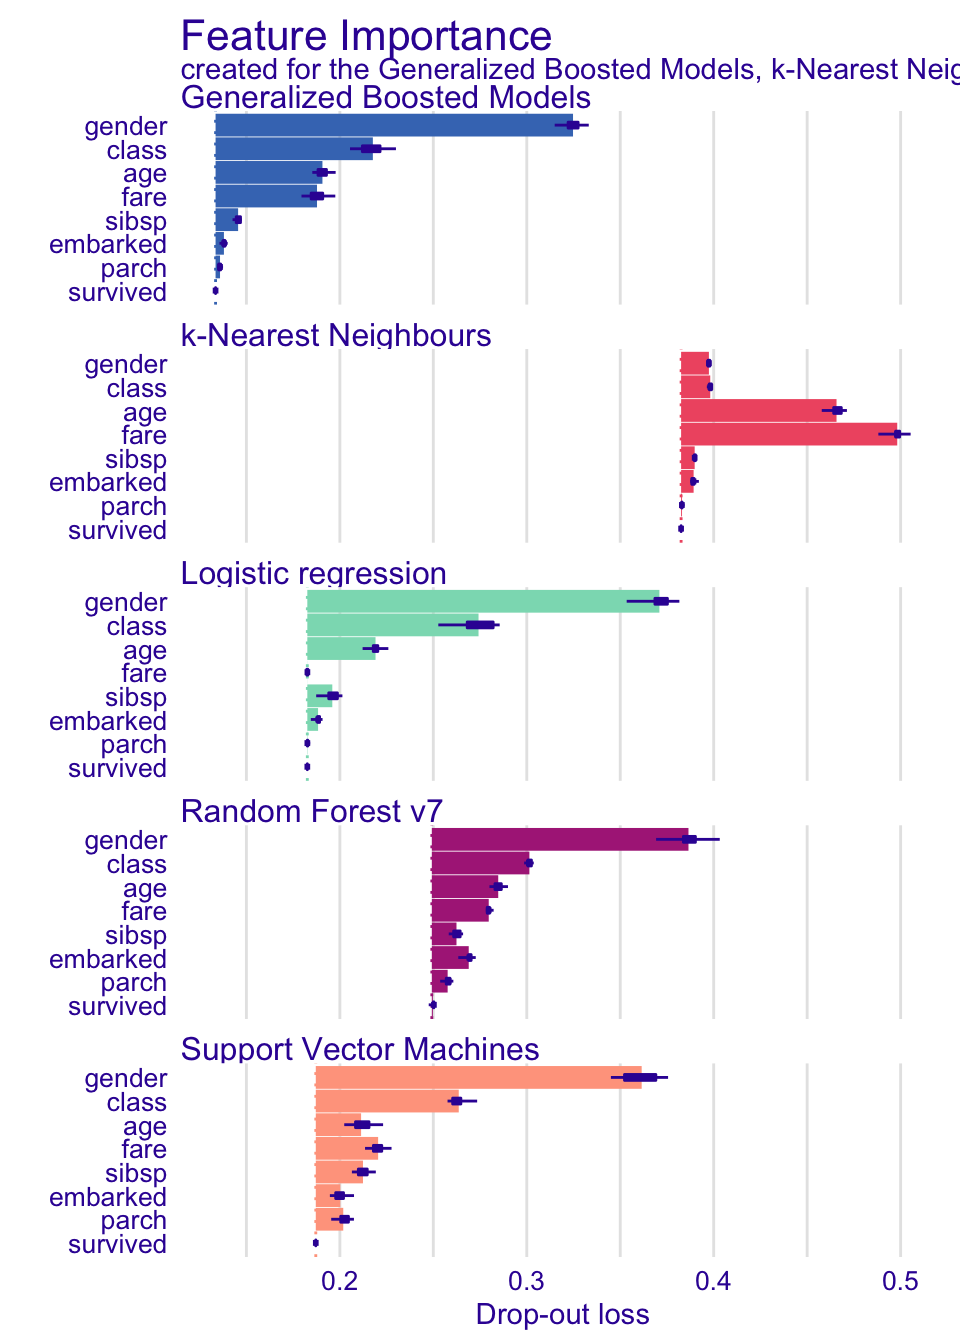 Feature Importance
created for the Generalized Boosted Models, k-Nearest
Generalized Boosted Models
gender
class
age
fare
sibsp
embarked
parch
survived
k-Nearest Neighbours
gender
class
age
fare
sibsp
embarked
parch
survived
Logistic regression
gender
class
age
fare
sibsp
embarked
parch
survived
Random Forest v7
gender
class
age
fare
sibsp
embarked
parch
survived
Support Vector Machines
gender
class
age
fare
sibsp
embarked
parch
survived
0.2 0.3 0.4 0.5
Drop-out loss